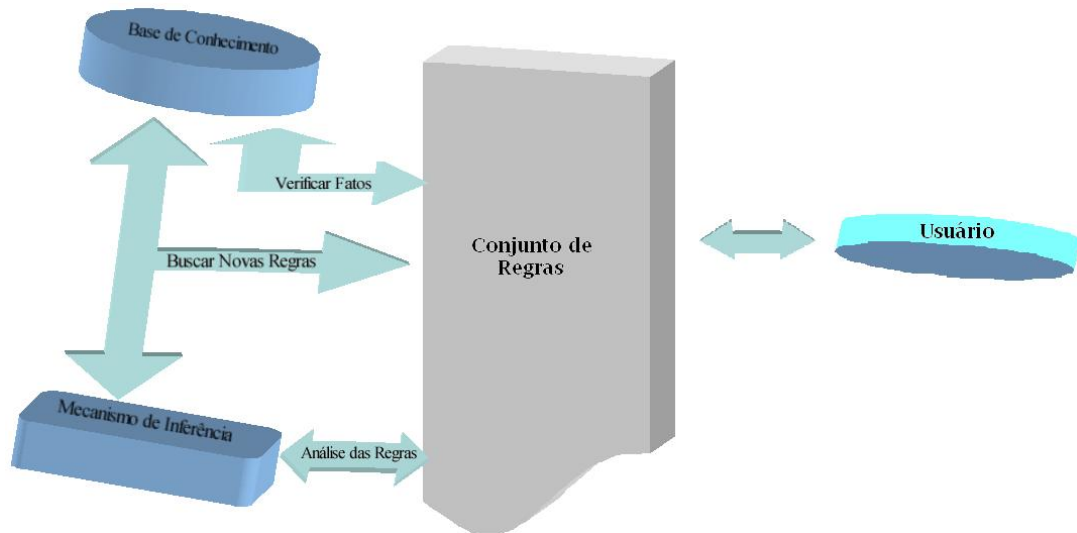 Base de Conhecimento
Verificar Fatos
Buscar Novas Regras
Conjunto de
Regras
Usuário
Mecanismo de Inferência
Análise das Regras